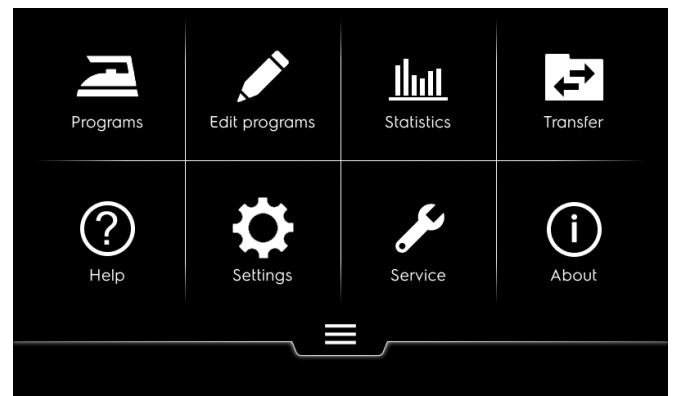 Programs
Edit programs
Statistics
Transfer
Help
Settings
Service
About